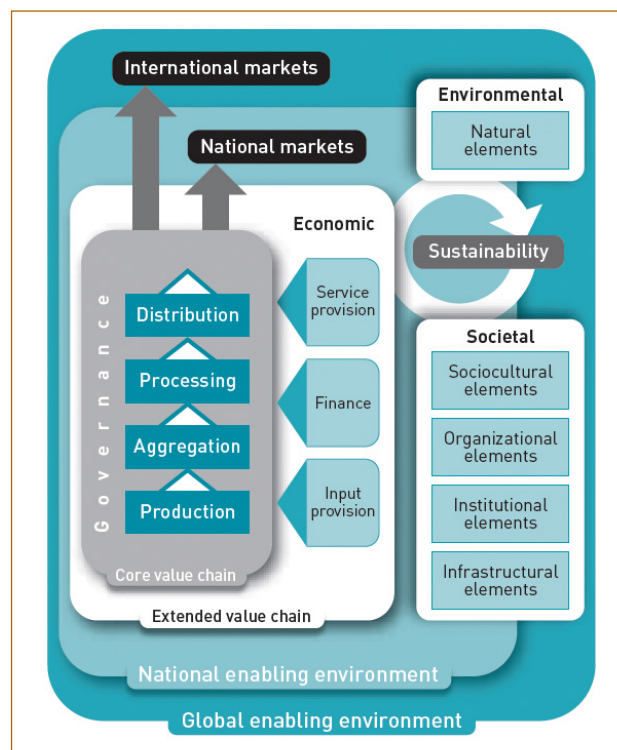 International markets
National markets
Environmental
Natural
elements
Sustainability
Economic
Governance
Distribution
Processing
Aggregation
Production
Service
provision
Finance
Input
provision
Societal
Sociocultural
elements
Organizational
elements
Institutional
elements
Infrastructural
elements
Core value chain
Extended value chain
National enabling environment
Global enabling environment